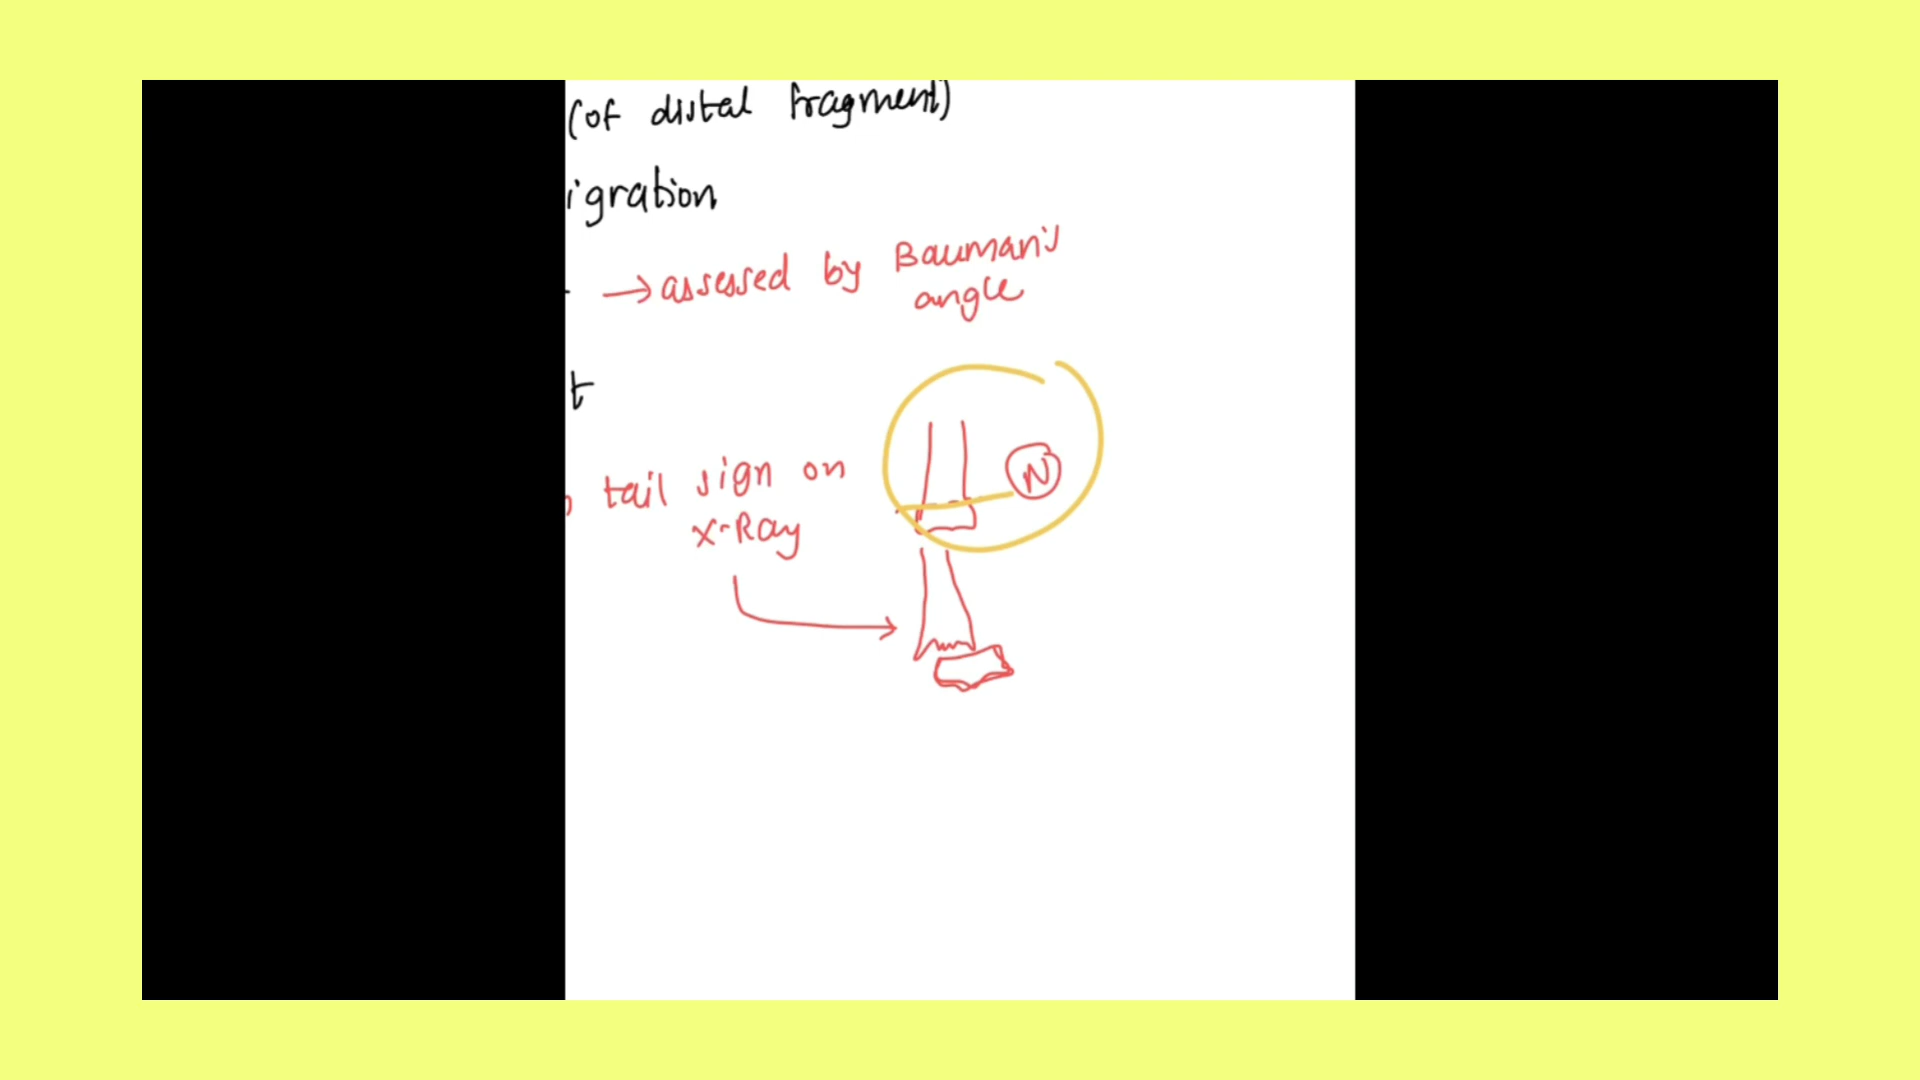 (of distal fragment)
igration
→ assessed by Bauman's
angle
t
tail sign on
X-Ray
N